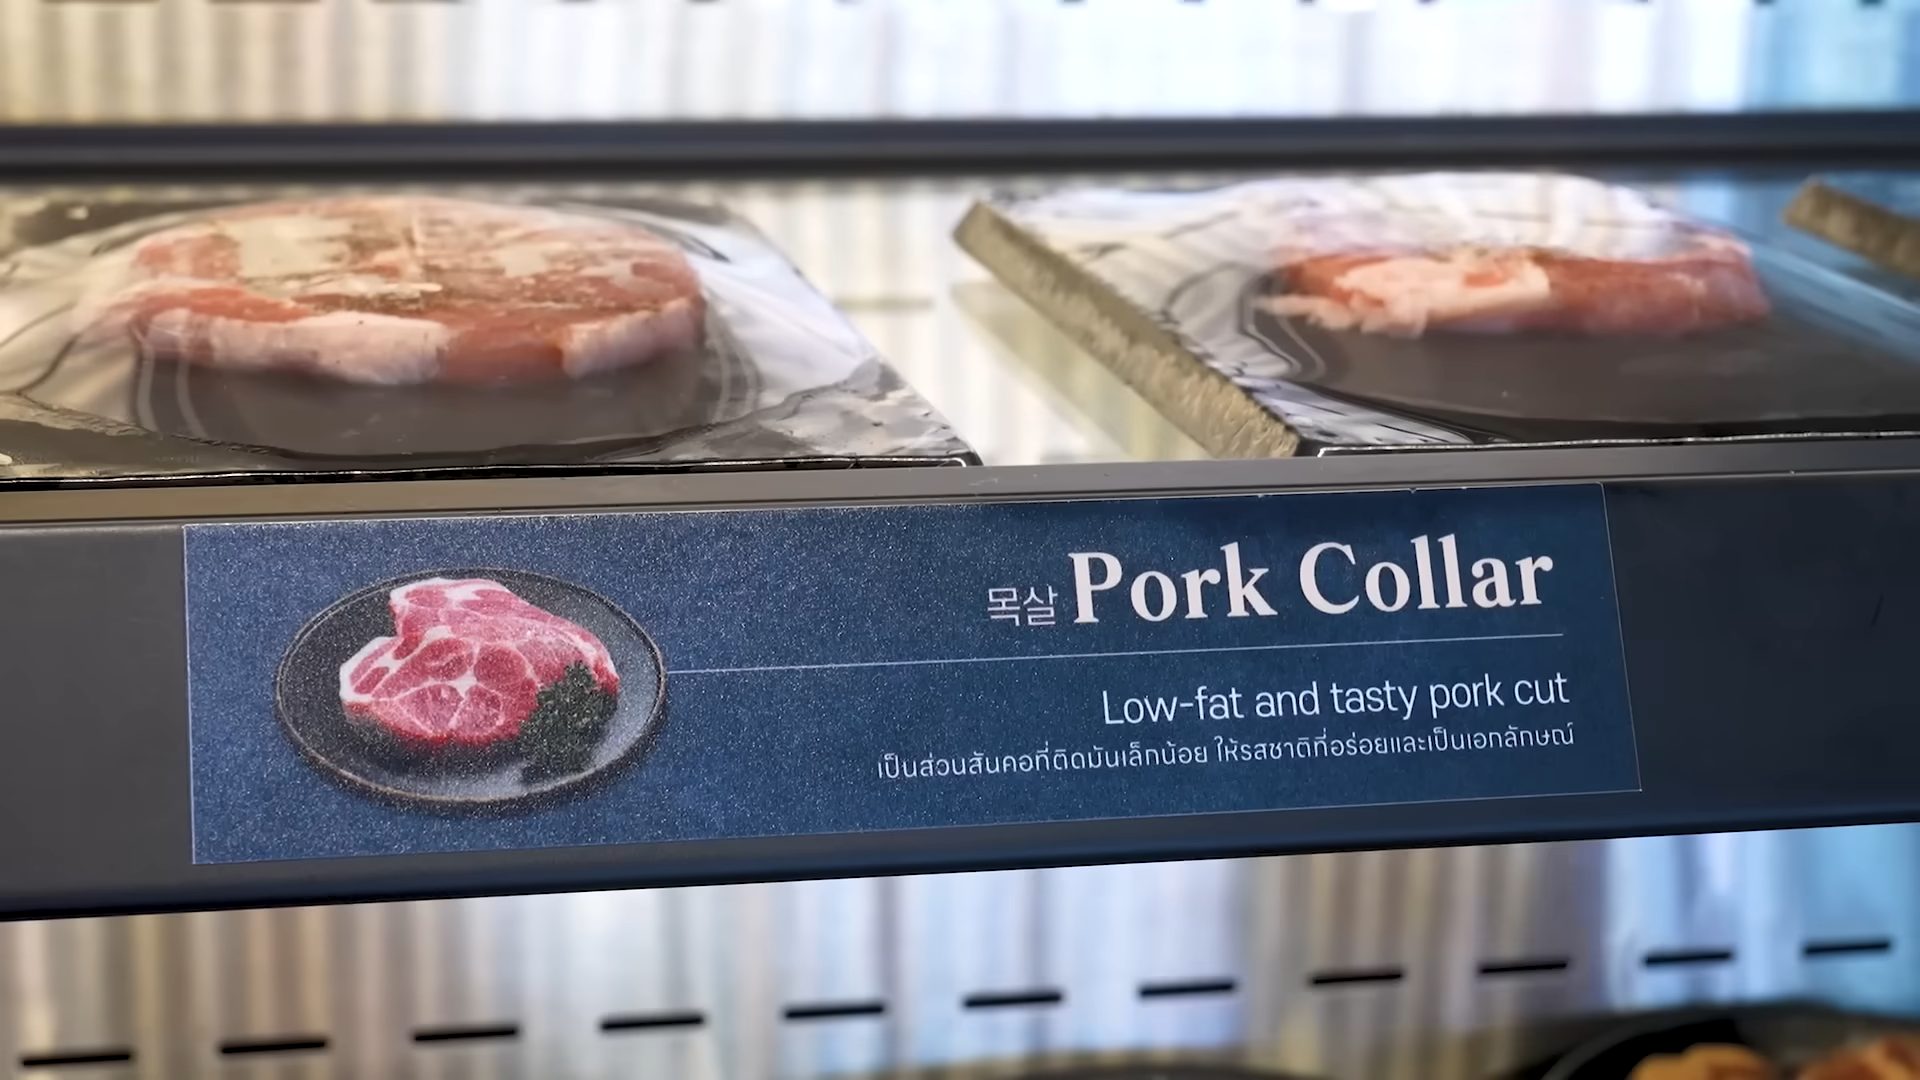 목살 Pork Collar
Low-fat and tasty pork cut
เป็นส่วนสันคอที่ติดมันเล็กน้อย ให้รสชาติที่อร่อยและเป็นเอกลักษณ์